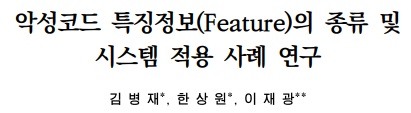 악성코드 특징정보(Feature)의 종류 및
시스템 적용 사례 연구
김 병 재*, 한 상 원*, 이 재 광**